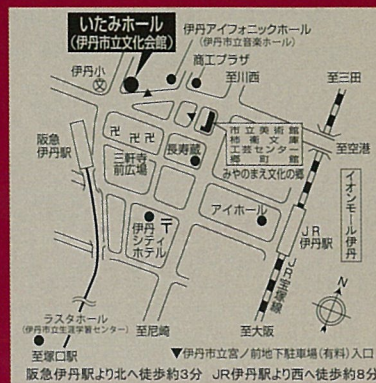 いたみホール
(伊丹市立文化会館)
伊丹アイフォニックホール
(伊丹市立音楽ホール)
商工プラザ
至川西
至三田
伊丹小
文
市立美術館
柿衞文庫
工芸センター
郷町館
みやのまえ文化の郷
至空港
阪急
伊丹駅
卍 卍
卍
三軒寺
前広場
長寿蔵
アイホール
伊丹
シティ
ホテル
〒
イオンモール伊丹
JR
伊丹駅
JR宝塚線
N
ラスタホール
(伊丹市立生涯学習センター)
至塚口駅
至尼崎
至大阪
▼伊丹市立宮ノ前地下駐車場(有料)入口
阪急伊丹駅より北へ徒歩約3分 JR伊丹駅より西へ徒歩約8分